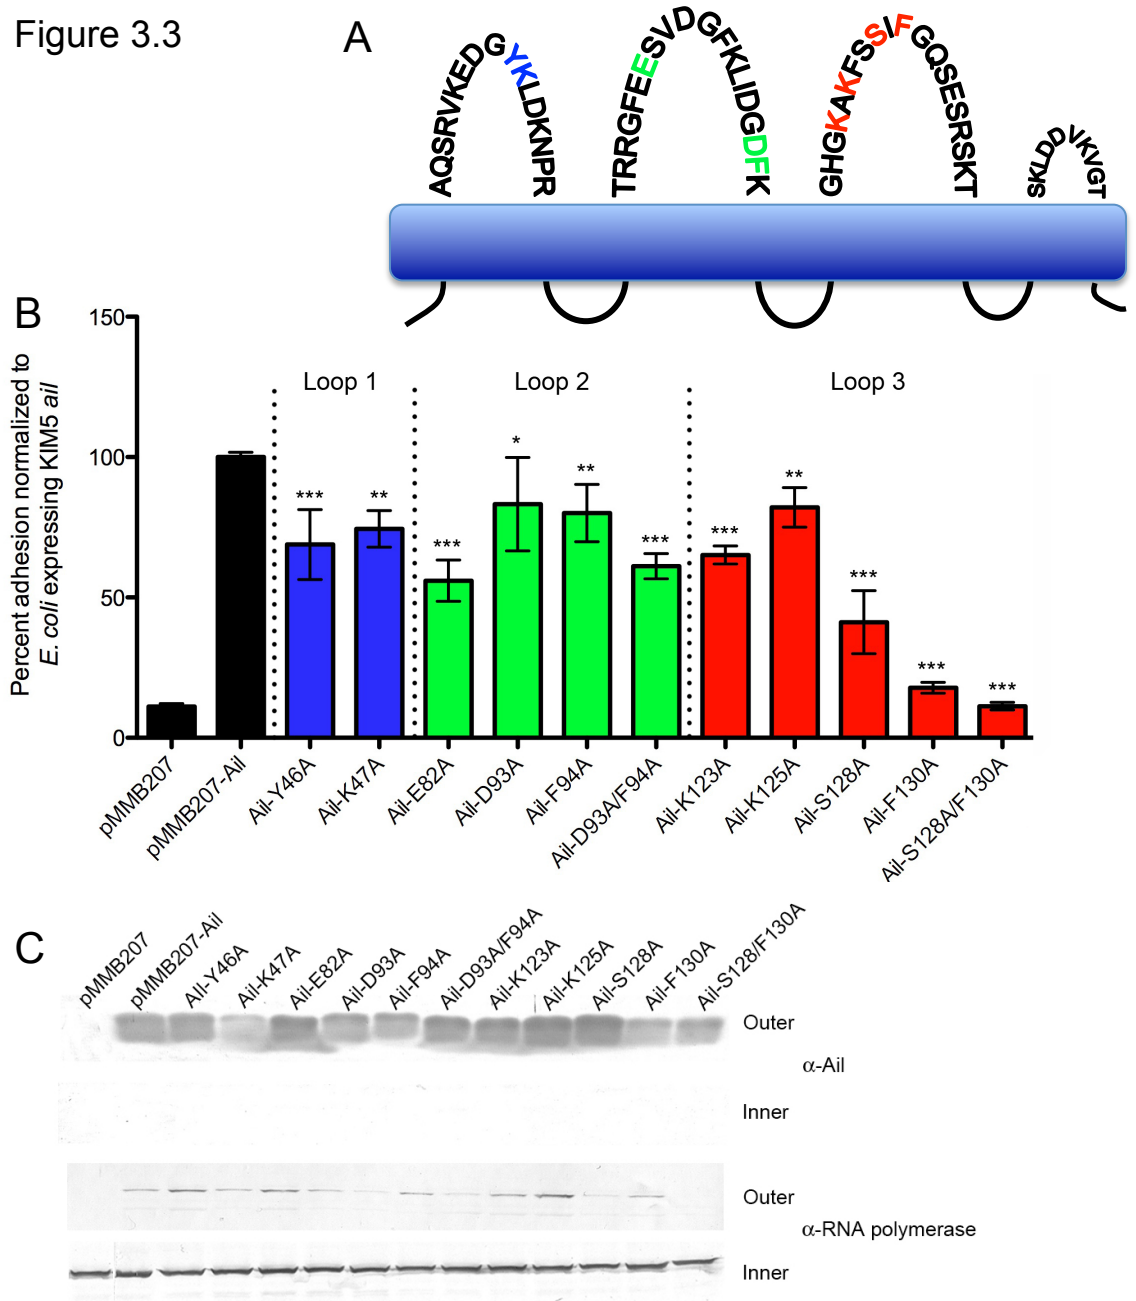 Figure 3.3
A
AQSRVKEDGYKLDKNPR
TRRGFEESVDGFKLIDGDFK
GHGKAKFSSIFGQSESRSKT
SKLDDVKVGT
B
Percent adhesion normalized to
E. coli expressing KIM5 ail
150
100
50
0
Loop 1
Loop 2
Loop 3
***
**
***
*
**
***
***
**
***
***
***
pMMB207
pMMB207-Ail
Ail-Y46A
Ail-K47A
Ail-E82A
Ail-D93A
Ail-F94A
Ail-D93A/F94A
Ail-K123A
Ail-K125A
Ail-S128A
Ail-F130A
Ail-S128A/F130A
C
pMMB207
pMMB207-Ail
All-Y46A
Ail-K47A
Ail-E82A
Ail-D93A
Ail-F94A
Ail-D93A/F94A
Ail-K123A
Ail-K125A
Ail-S128A
Ail-F130A
Ail-S128/F130A
Outer
α-Ail
Inner
Outer
α-RNA polymerase
Inner